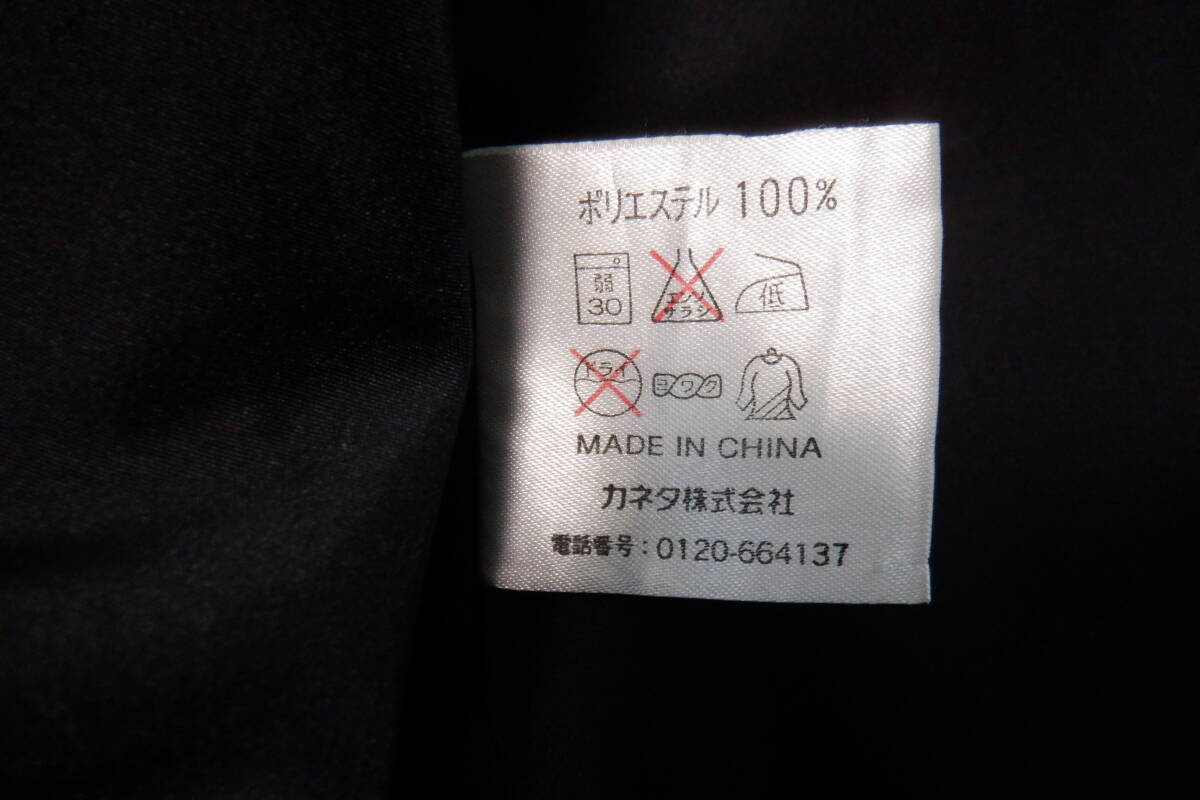 ポリエステル 100%
弱 30 エンソ サラシ 低
ドライ ヨワク
MADE IN CHINA
カネタ株式会社
電話番号：0120-664137